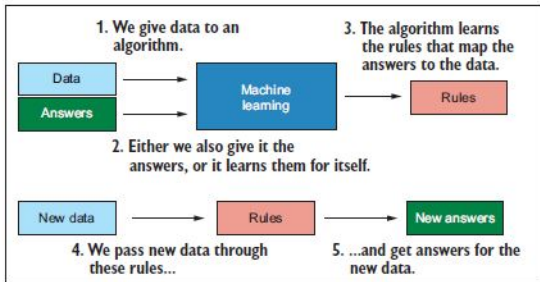 1. We give data to an
algorithm.
3. The algorithm learns
the rules that map the
answers to the data.
Data
Answers
Machine
learning
Rules
2. Either we also give it the
answers, or it learns them for itself.
New data
Rules
New answers
4. We pass new data through
these rules...
5. ...and get answers for the
new data.